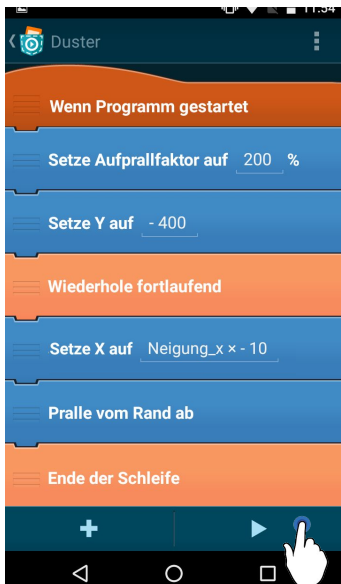 11:54
Duster
Wenn Programm gestartet
Setze Aufprallfaktor auf 200 %
Setze Y auf - 400
Wiederhole fortlaufend
Setze X auf Neigung_x × - 10
Pralle vom Rand ab
Ende der Schleife